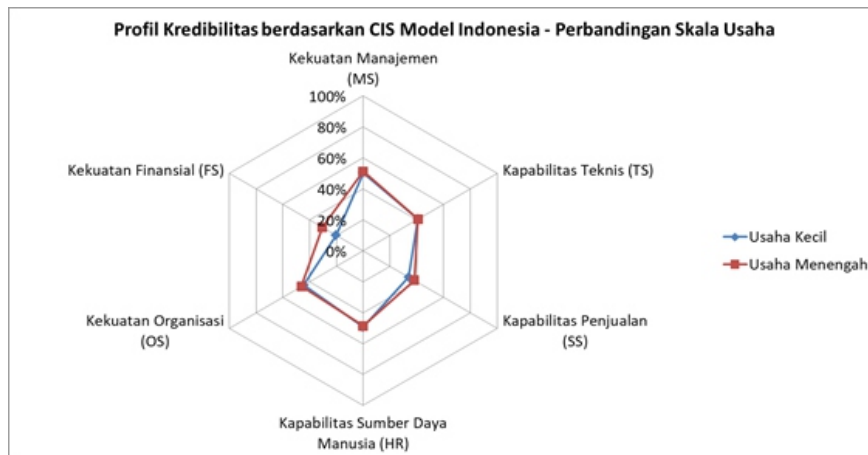 Profil Kredibilitas berdasarkan CIS Model Indonesia - Perbandingan Skala Usaha
Kekuatan Manajemen
(MS)
100%
80%
60%
40%
20%
0%
Kapabilitas Teknis (TS)
Kapabilitas Penjualan
(SS)
Kapabilitas Sumber Daya
Manusia (HR)
Kekuatan Organisasi
(OS)
Kekuatan Finansial (FS)
Usaha Kecil
Usaha Menengah